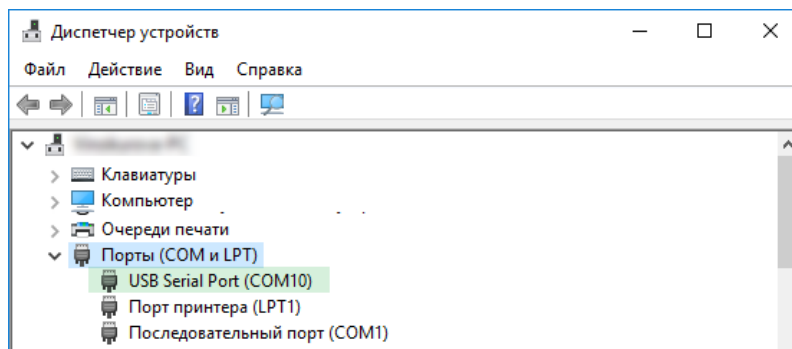 Диспетчер устройств
Файл Действие Вид Справка
Клавиатуры
Компьютер
Очереди печати
Порты (COM и LPT)
USB Serial Port (COM10)
Порт принтера (LPT1)
Последовательный порт (COM1)